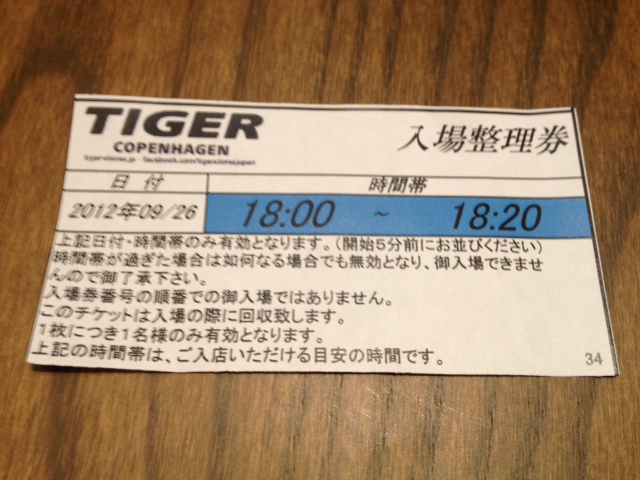 TIGER
COPENHAGEN
tigerstores.jp - facebook.com/tigerstoresjapan
入場整理券
日 付
時間帯
2012年09/26
18:00 ~ 18:20
上記日付・時間帯のみ有効となります。(開始5分前にお並びください)
時間帯が過ぎた場合は如何なる場合でも無効となり、御入場できませ
んので御了承下さい。
入場券番号の順番での御入場ではありません。
このチケットは入場の際に回収致します。
1枚につき1名様のみ有効となります。
上記の時間帯は、ご入店いただける目安の時間です。
34